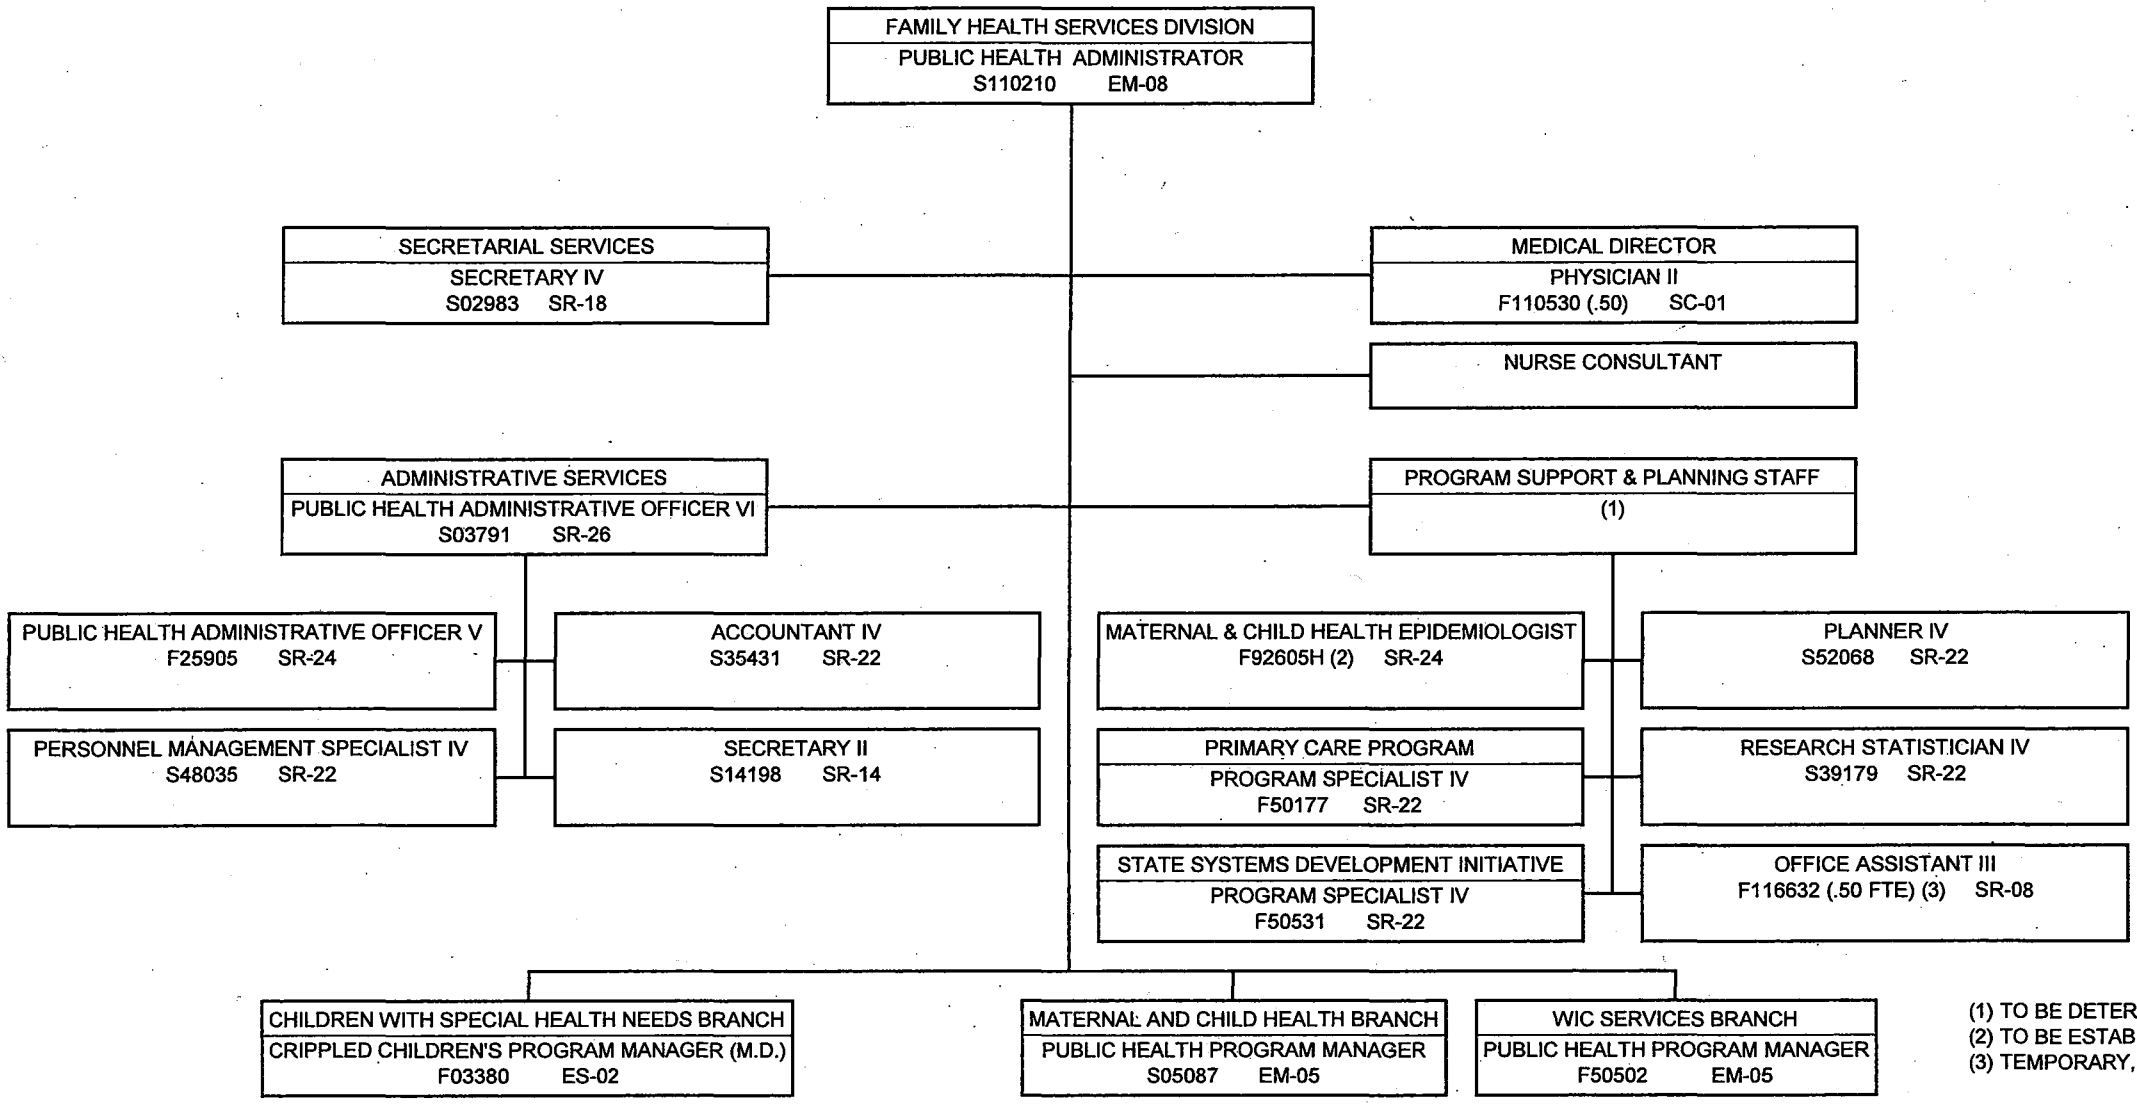 FAMILY HEALTH SERVICES DIVISION
PUBLIC HEALTH ADMINISTRATOR
S110210 EM-08
SECRETARIAL SERVICES
SECRETARY IV
S02983 SR-18
MEDICAL DIRECTOR
PHYSICIAN II
F110530 (.50) SC-01
NURSE CONSULTANT
ADMINISTRATIVE SERVICES
PUBLIC HEALTH ADMINISTRATIVE OFFICER VI
S03791 SR-26
PROGRAM SUPPORT & PLANNING STAFF
(1)
PUBLIC HEALTH ADMINISTRATIVE OFFICER V
F25905 SR-24
ACCOUNTANT IV
S35431 SR-22
PERSONNEL MANAGEMENT SPECIALIST IV
S48035 SR-22
SECRETARY II
S14198 SR-14
MATERNAL & CHILD HEALTH EPIDEMIOLOGIST
F92605H (2) SR-24
PLANNER IV
S52068 SR-22
PRIMARY CARE PROGRAM
PROGRAM SPECIALIST IV
F50177 SR-22
RESEARCH STATISTICIAN IV
S39179 SR-22
STATE SYSTEMS DEVELOPMENT INITIATIVE
PROGRAM SPECIALIST IV
F50531 SR-22
OFFICE ASSISTANT III
F116632 (.50 FTE) (3) SR-08
CHILDREN WITH SPECIAL HEALTH NEEDS BRANCH
CRIPPLED CHILDREN'S PROGRAM MANAGER (M.D.)
F03380 ES-02
MATERNAL AND CHILD HEALTH BRANCH
PUBLIC HEALTH PROGRAM MANAGER
S05087 EM-05
WIC SERVICES BRANCH
PUBLIC HEALTH PROGRAM MANAGER
F50502 EM-05
(1) TO BE DETER
(2) TO BE ESTAB
(3) TEMPORARY,